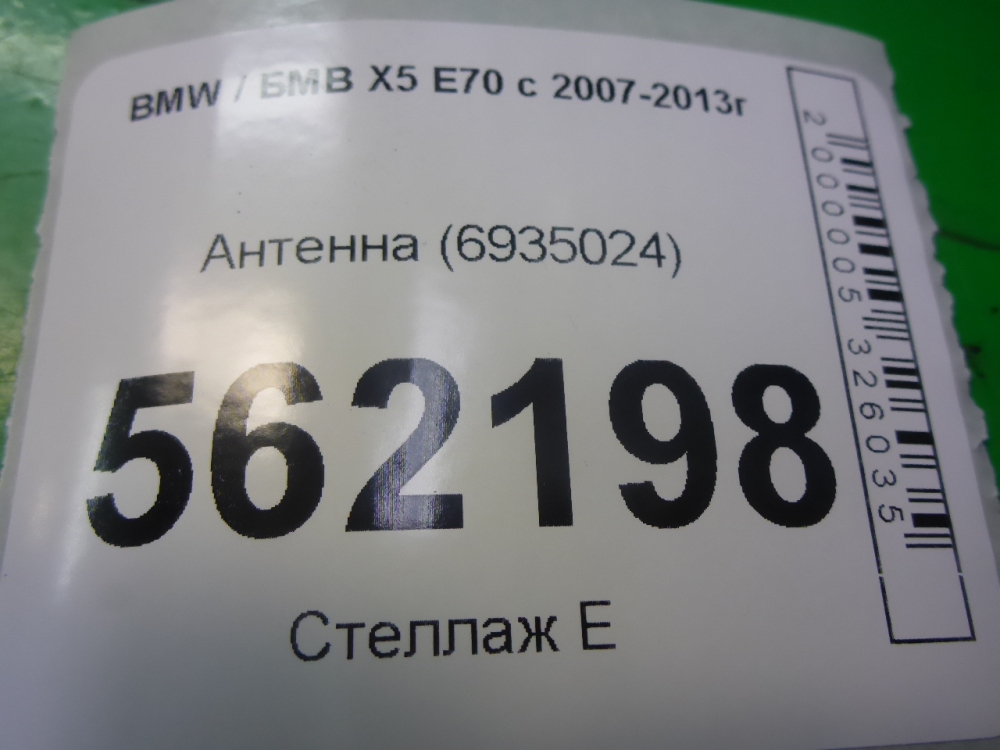 BMW / БМВ X5 E70 с 2007-2013г
Антенна (6935024)
562198
Стеллаж Е
2000005326035